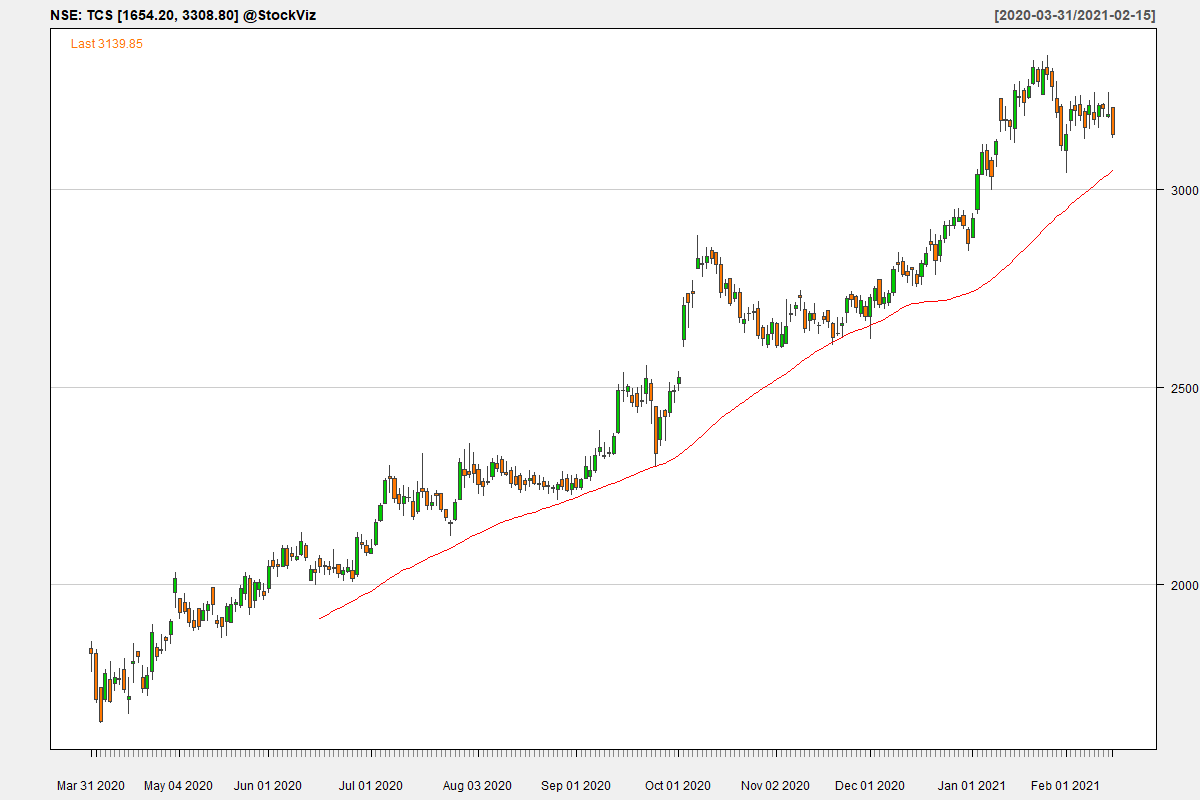 NSE: TCS [1654.20, 3308.80] @StockViz [2020-03-31/2021-02-15]
Last 3139.85
3000
2500
2000
Mar 31 2020 May 04 2020 Jun 01 2020 Jul 01 2020 Aug 03 2020 Sep 01 2020 Oct 01 2020 Nov 02 2020 Dec 01 2020 Jan 01 2021 Feb 01 2021